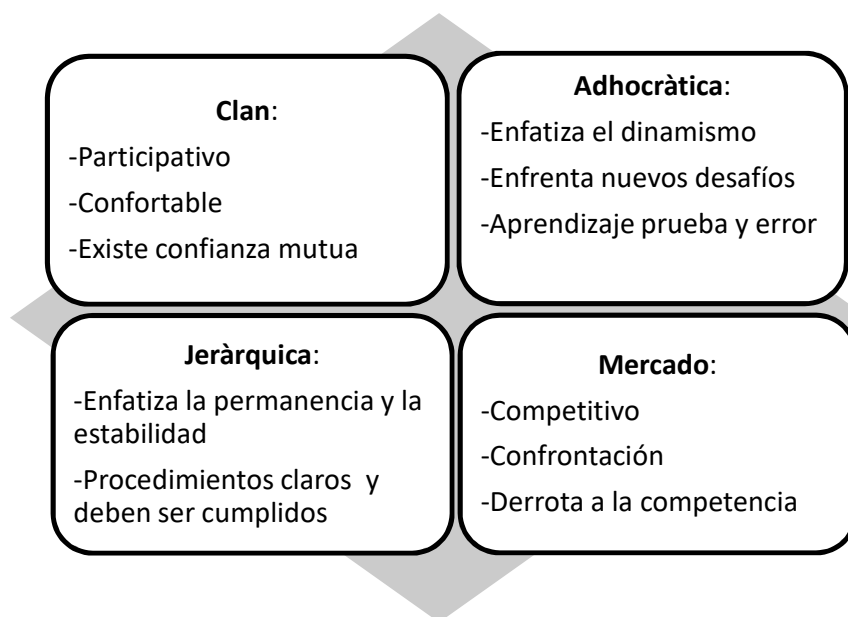 Clan:
-Participativo
-Confortable
-Existe confianza mutua
Adhocràtica:
-Enfatiza el dinamismo
-Enfrenta nuevos desafíos
-Aprendizaje prueba y error
Jeràrquica:
-Enfatiza la permanencia y la
estabilidad
-Procedimientos claros  y
deben ser cumplidos
Mercado:
-Competitivo
-Confrontación
-Derrota a la competencia